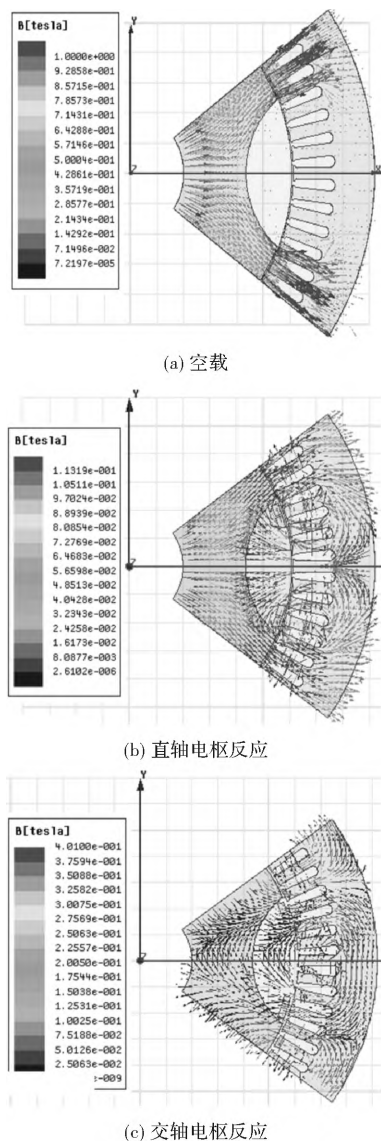 B[tesla]
Y
1.0000e+000
9.2858e-001
8.5715e-001
7.8573e-001
7.1431e-001
6.4288e-001
5.7146e-001
5.0004e-001
4.2861e-001
3.5719e-001
2.8577e-001
2.1434e-001
1.4292e-001
7.1496e-002
7.2197e-005
Z
X
(a) 空载
B[tesla]
Y
1.1319e-001
1.0511e-001
9.7024e-002
8.8939e-002
8.0854e-002
7.2769e-002
6.4683e-002
5.6598e-002
4.8513e-002
4.0428e-002
3.2343e-002
2.4258e-002
1.6173e-002
8.0877e-003
2.6102e-006
Z
(b) 直轴电枢反应
B[tesla]
Y
4.0100e-001
3.7594e-001
3.5088e-001
3.2582e-001
3.0075e-001
2.7569e-001
2.5063e-001
2.2557e-001
2.0050e-001
1.7544e-001
1.5038e-001
1.2531e-001
1.0025e-001
7.5188e-002
5.0126e-002
2.5063e-002
e-009
Z
(c) 交轴电枢反应